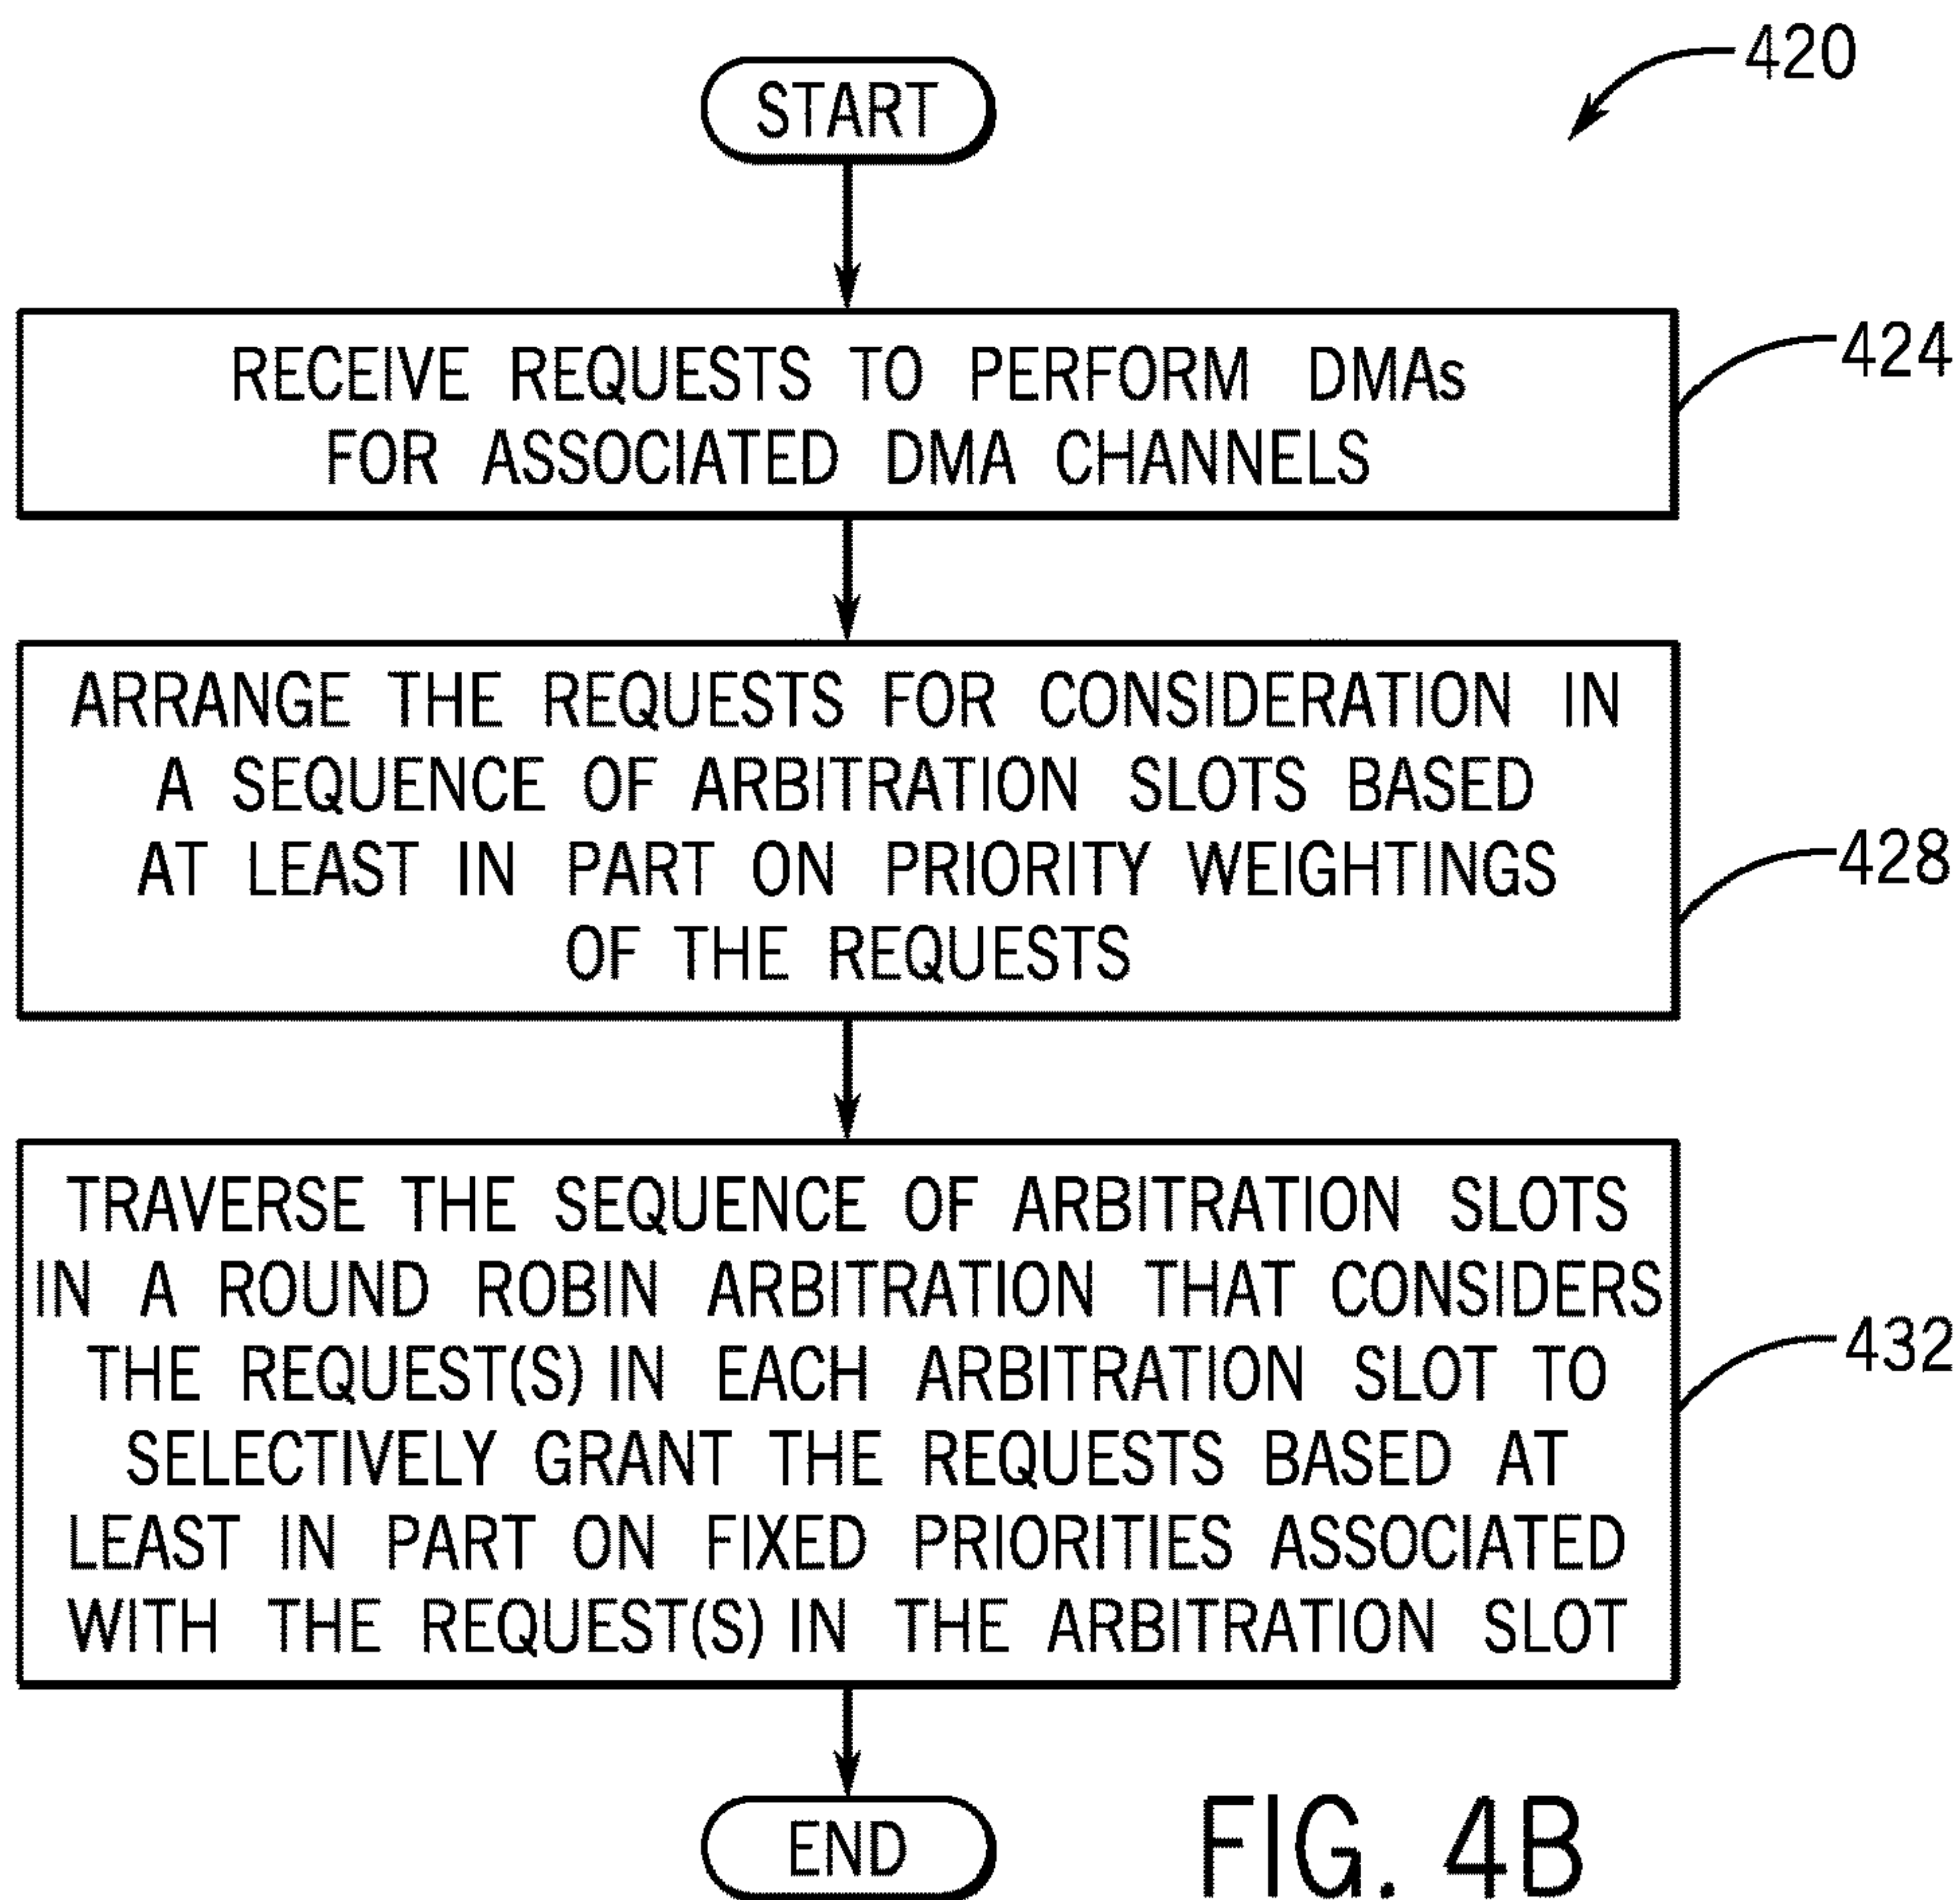 420
START
RECEIVE REQUESTS TO PERFORM DMAs
FOR ASSOCIATED DMA CHANNELS
424
ARRANGE THE REQUESTS FOR CONSIDERATION IN
A SEQUENCE OF ARBITRATION SLOTS BASED
AT LEAST IN PART ON PRIORITY WEIGHTINGS
OF THE REQUESTS
428
TRAVERSE THE SEQUENCE OF ARBITRATION SLOTS
IN A ROUND ROBIN ARBITRATION THAT CONSIDERS
THE REQUEST(S) IN EACH ARBITRATION SLOT TO
SELECTIVELY GRANT THE REQUESTS BASED AT
LEAST IN PART ON FIXED PRIORITIES ASSOCIATED
WITH THE REQUEST(S) IN THE ARBITRATION SLOT
432
END
FIG. 4B